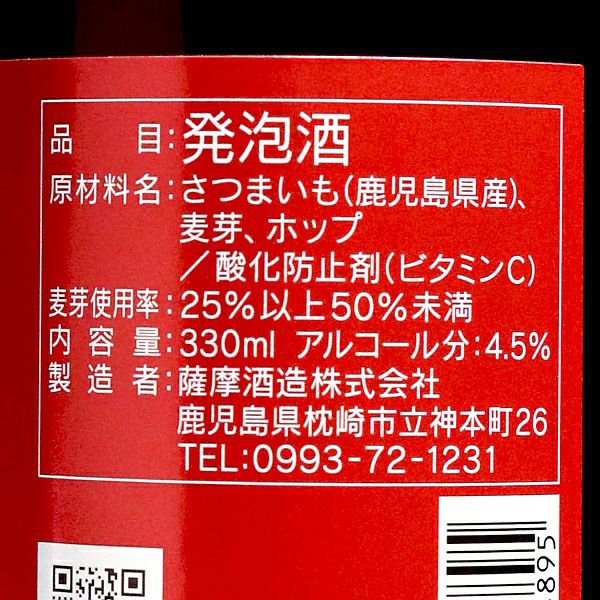 品目:発泡酒
原材料名:さつまいも(鹿児島県産)、
麦芽、ホップ
/酸化防止剤(ビタミンC)
麦芽使用率:25%以上50%未満
内容量:330ml アルコール分:4.5%
製造者:薩摩酒造株式会社
鹿児島県枕崎市立神本町26
TEL:0993-72-1231
895